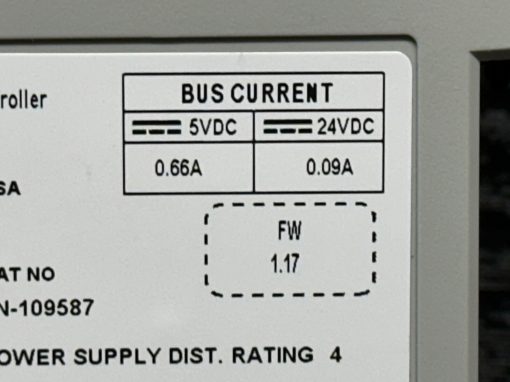 roller
BUS CURRENT
5VDC 24VDC
0.66A 0.09A
SA
FW
1.17
AT NO
N-109587
OWER SUPPLY DIST. RATING 4